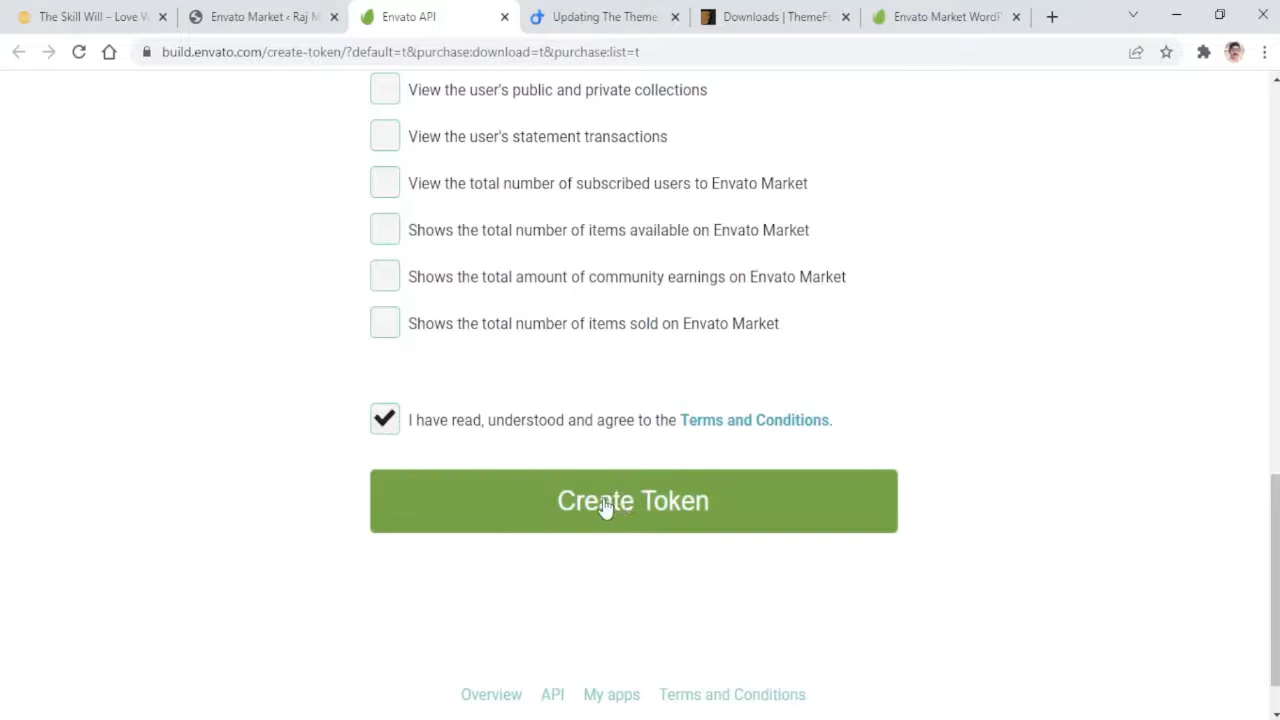 The Skill Will – Love W
Envato Market ‹ Raj M
Envato API
Updating The Theme
Downloads | ThemeFo
Envato Market WordP
build.envato.com/create-token/?default=t&purchase:download=t&purchase:list=t
View the user's public and private collections
View the user's statement transactions
View the total number of subscribed users to Envato Market
Shows the total number of items available on Envato Market
Shows the total amount of community earnings on Envato Market
Shows the total number of items sold on Envato Market
I have read, understood and agree to the Terms and Conditions.
Create Token
Overview API My apps Terms and Conditions